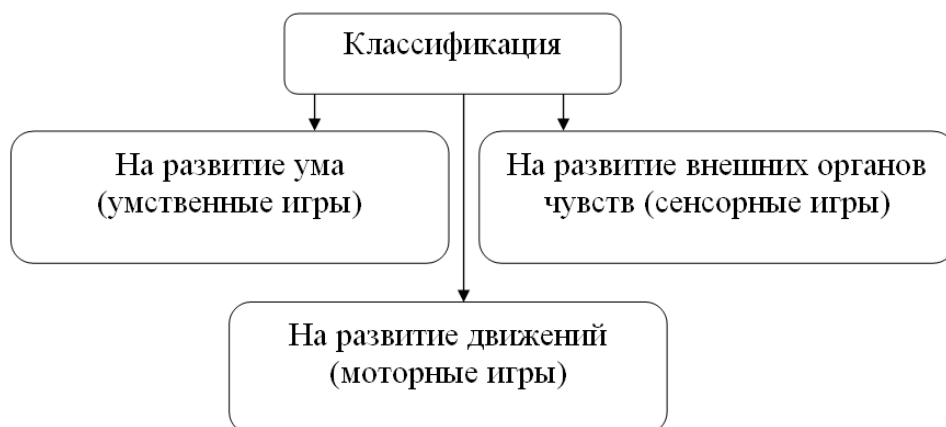 Классификация
На развитие ума
(умственные игры)
На развитие внешних органов
чувств (сенсорные игры)
На развитие движений
(моторные игры)